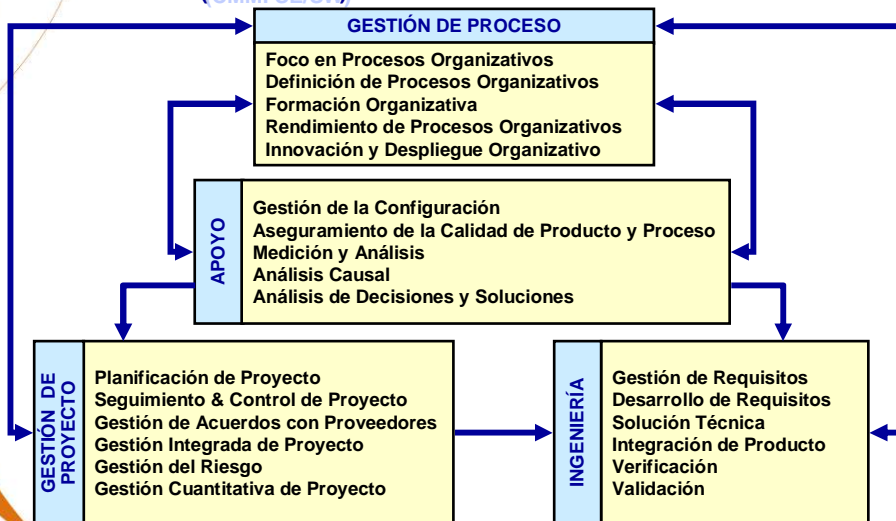 GESTIÓN DE PROCESO
Foco en Procesos Organizativos
Definición de Procesos Organizativos
Formación Organizativa
Rendimiento de Procesos Organizativos
Innovación y Despliegue Organizativo
APOYO
Gestión de la Configuración
Aseguramiento de la Calidad de Producto y Proceso
Medición y Análisis
Análisis Causal
Análisis de Decisiones y Soluciones
GESTIÓN DE
PROYECTO
Planificación de Proyecto
Seguimiento & Control de Proyecto
Gestión de Acuerdos con Proveedores
Gestión Integrada de Proyecto
Gestión del Riesgo
Gestión Cuantitativa de Proyecto
INGENIERÍA
Gestión de Requisitos
Desarrollo de Requisitos
Solución Técnica
Integración de Producto
Verificación
Validación